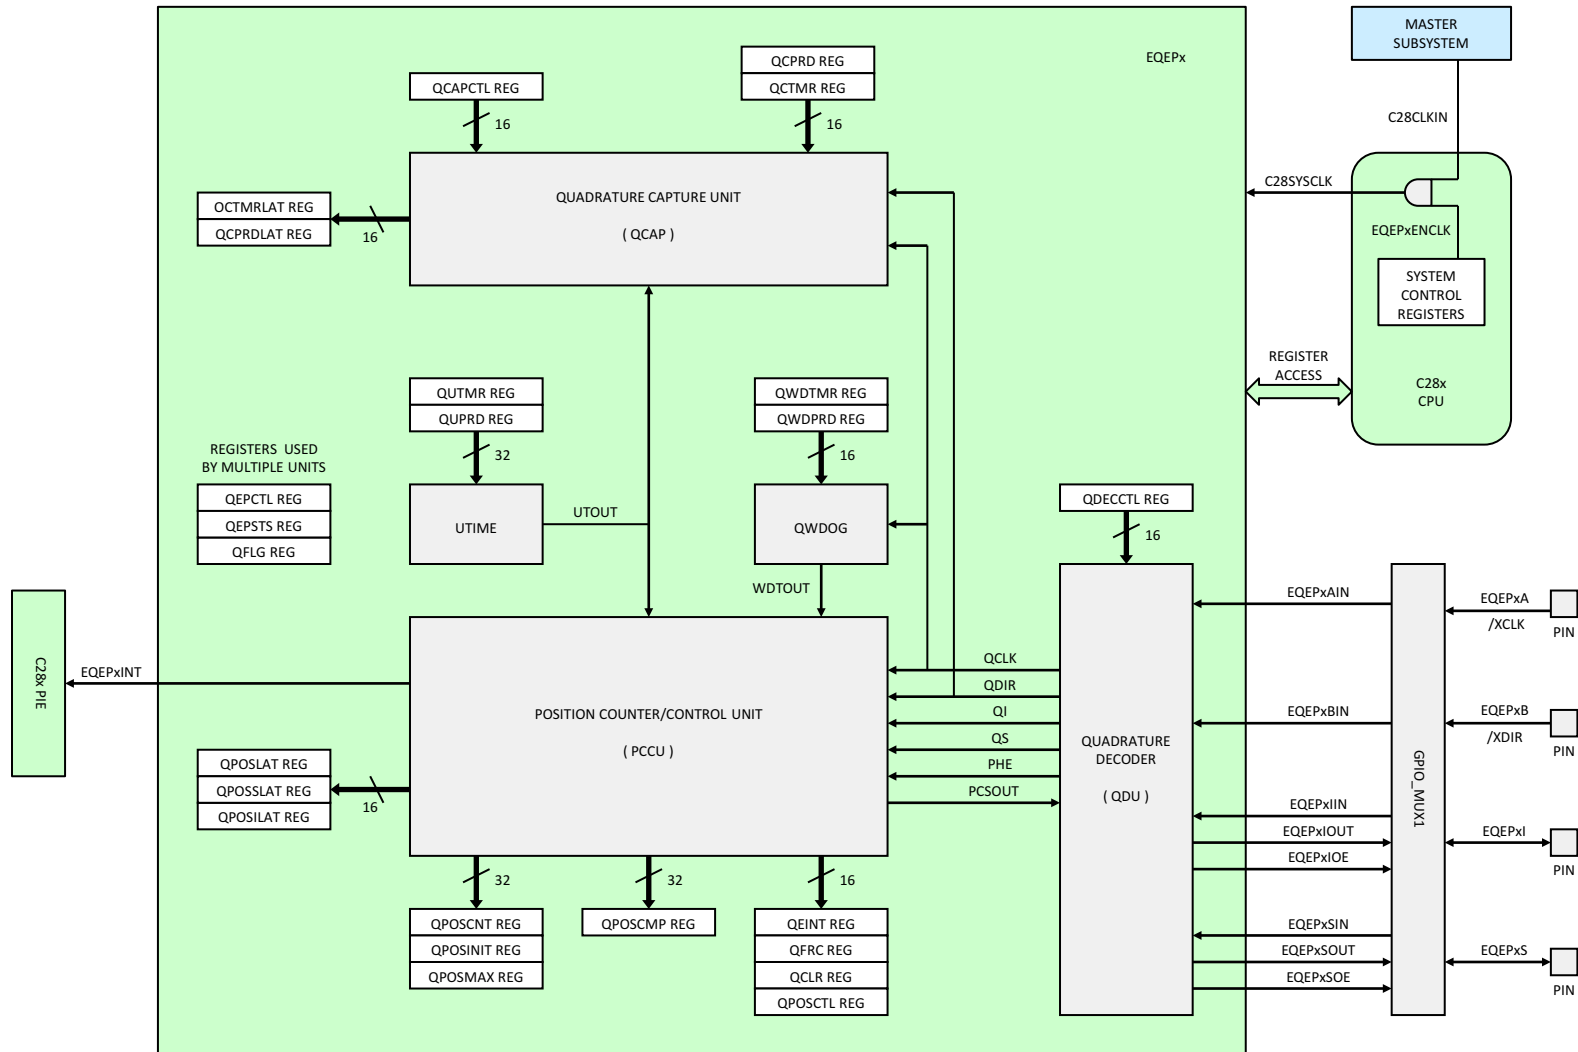 MASTER
SUBSYSTEM
EQEPx
QCPRD REG
QCAPCTL REG
QCTMR REG
16
16
C28CLKIN
C28SYSCLK
QUADRATURE CAPTURE UNIT
( QCAP )
OCTMRLAT REG
QCPRDLAT REG
16
EQEPxENCLK
SYSTEM
CONTROL
REGISTERS
REGISTER
ACCESS
C28x
CPU
QUTMR REG
QUPRD REG
32
QWDTMR REG
QWDPRD REG
16
REGISTERS USED
BY MULTIPLE UNITS
QEPCTL REG
QEPSTS REG
QFLG REG
UTIME
UTOUT
QWDOG
WDTOUT
QDECCTL REG
16
C28x PIE
EQEPxINT
POSITION COUNTER/CONTROL UNIT
( PCCU )
QCLK
QDIR
QI
QS
PHE
PCSOUT
QUADRATURE
DECODER
( QDU )
EQEPxAIN
EQEPxBIN
EQEPxIIN
EQEPxIOUT
EQEPxIOE
EQEPxSIN
EQEPxSOUT
EQEPxSOE
GPIO_MUX1
EQEPxA
/XCLK
PIN
EQEPxB
/XDIR
PIN
EQEPxI
PIN
EQEPxS
PIN
QPOSLAT REG
QPOSSLAT REG
QPOSILAT REG
16
32
32
16
QPOSCNT REG
QPOSINIT REG
QPOSMAX REG
QPOSCMP REG
QEINT REG
QFRC REG
QCLR REG
QPOSCTL REG